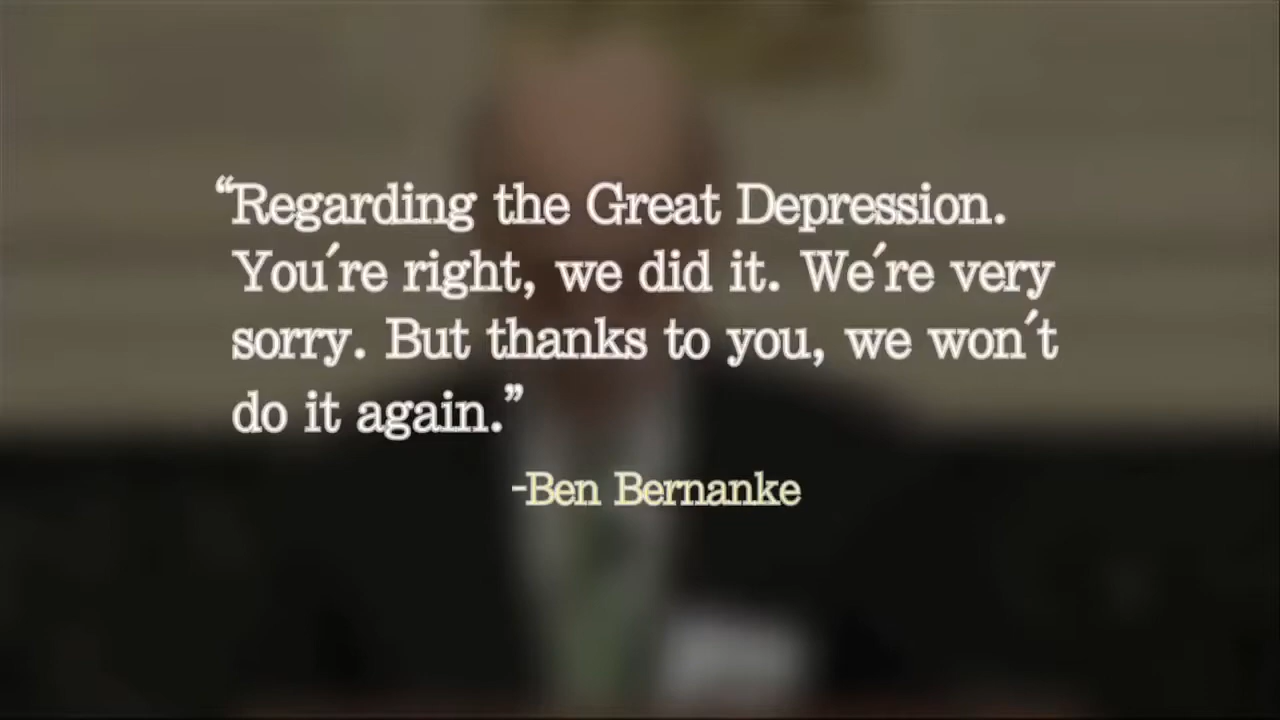 “Regarding the Great Depression.
You´re right, we did it. We´re very
sorry. But thanks to you, we won´t
do it again.”
-Ben Bernanke